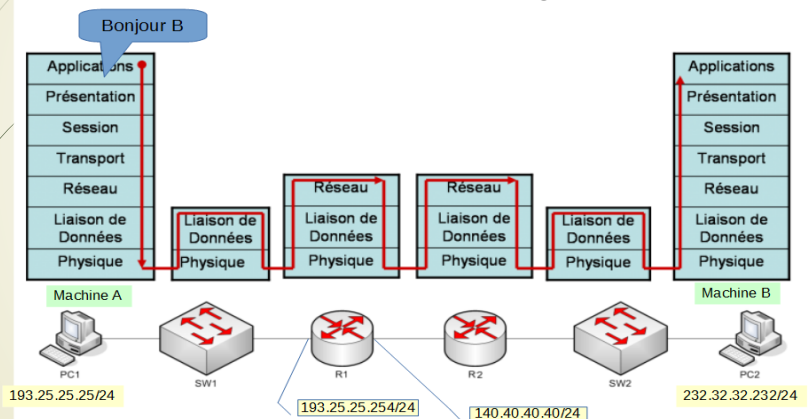 Bonjour B
Applications
Présentation
Session
Transport
Réseau
Liaison de
Données
Physique
Liaison de
Données
Physique
Réseau
Liaison de
Données
Physique
Réseau
Liaison de
Données
Physique
Liaison de
Données
Physique
Applications
Présentation
Session
Transport
Réseau
Liaison de
Données
Physique
Machine A
Machine B
PC1
SW1
R1
R2
SW2
PC2
193.25.25.25/24
193.25.25.254/24
140.40.40.40/24
232.32.32.232/24